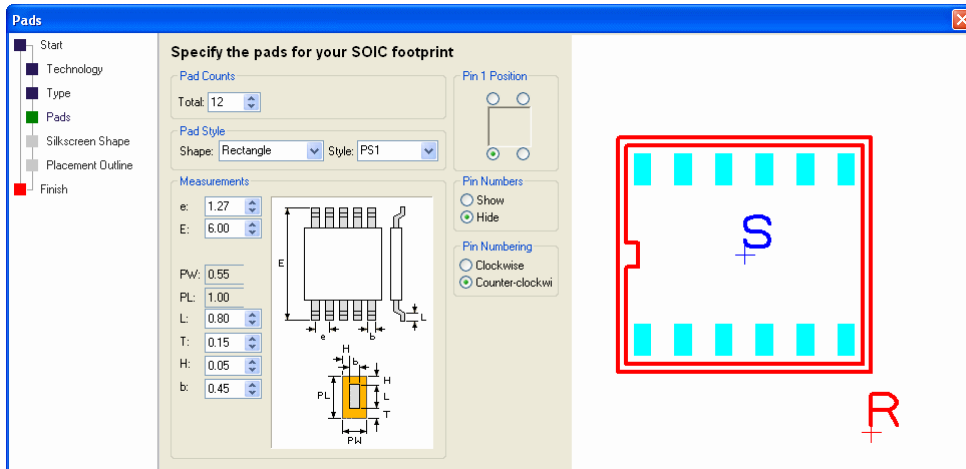 Pads
Start
Technology
Type
Pads
Silkscreen Shape
Placement Outline
Finish
Specify the pads for your SOIC footprint
Pad Counts
Total: 12
Pad Style
Shape: Rectangle Style: PS1
Measurements
e: 1.27
E: 6.00
PW: 0.55
PL: 1.00
L: 0.80
T: 0.15
H: 0.05
b: 0.45
E
L
e b
H
b
H
PL L
T
PW
Pin 1 Position
Pin Numbers
Show
Hide
Pin Numbering
Clockwise
Counter-clockwi
S
R